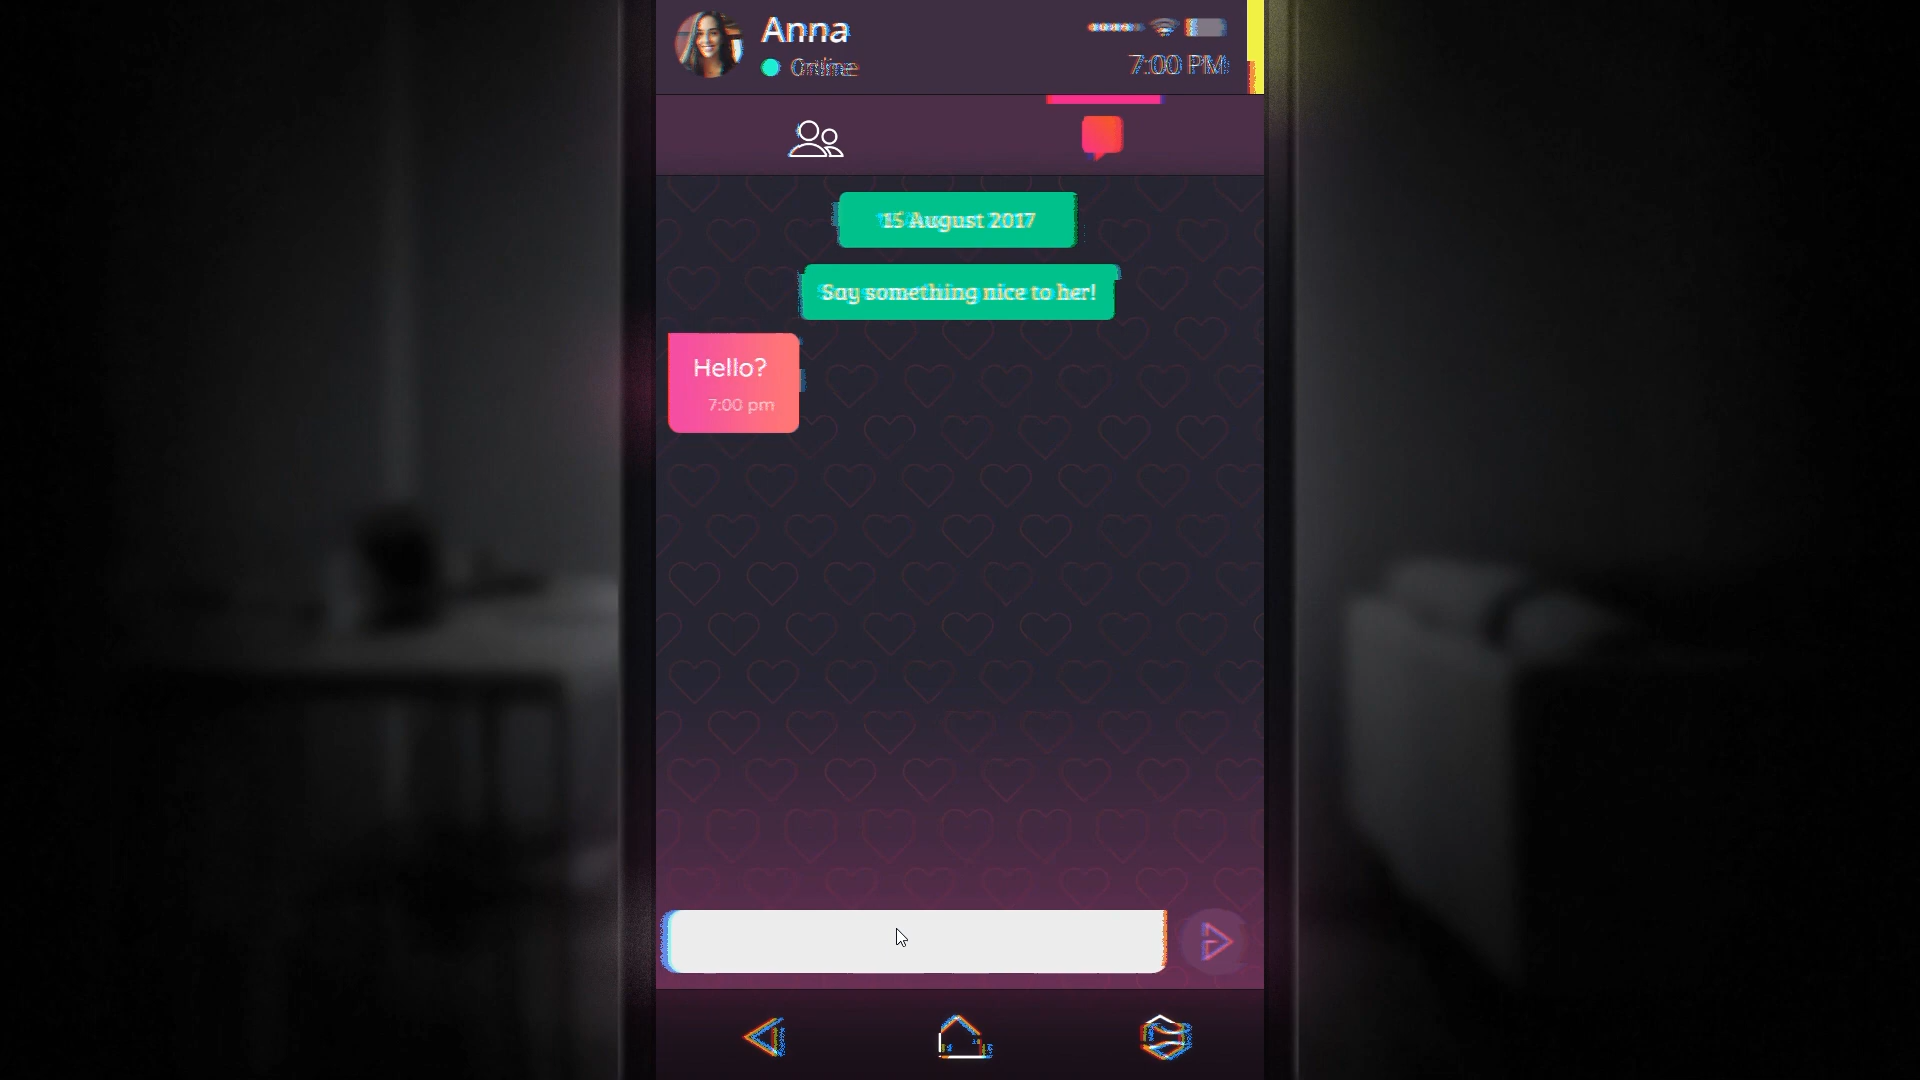 Anna
Online
7:00 PM
15 August 2017
Say something nice to her!
Hello?
7:00 pm